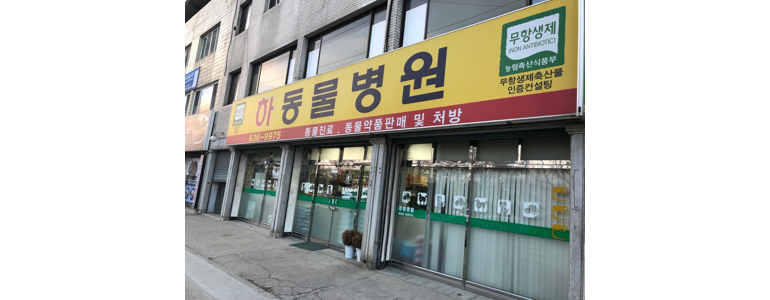 하동물병원
636-9975
동물진료 . 동물약품판매 및 처방
무항생제
(NON ANTIBIOTIC)
농림축산식품부
무항생제축산물
인증컨설팅